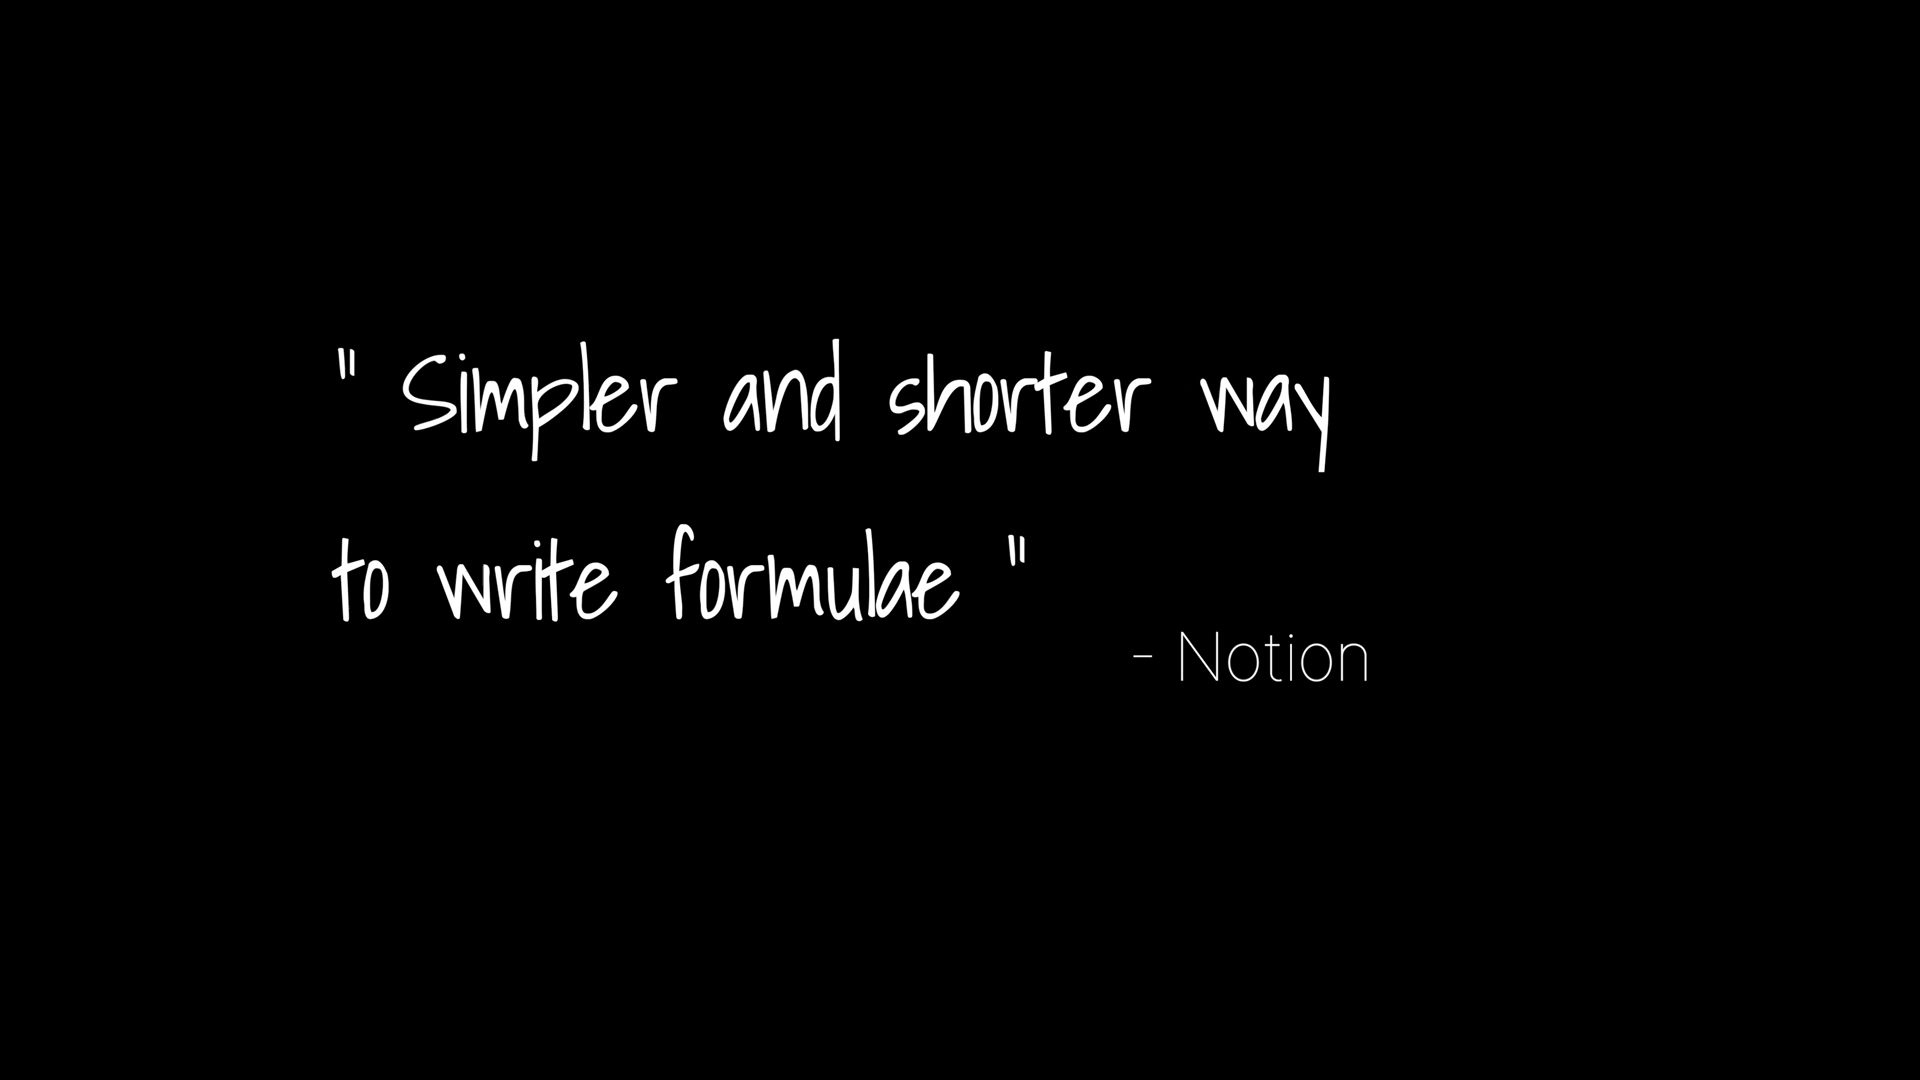 " Simpler and shorter way
to write formulae "
- Notion